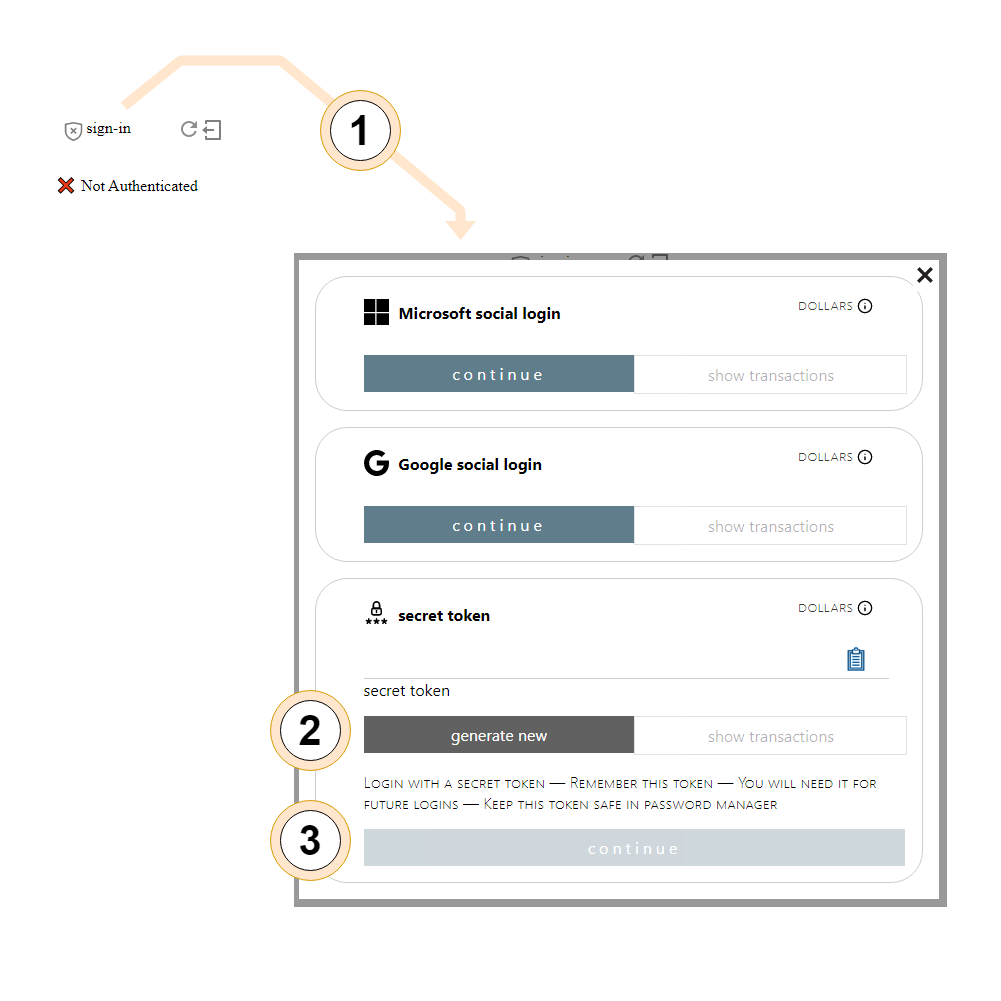 1
sign-in
Not Authenticated
Microsoft social login
DOLLARS
continue
show transactions
Google social login
DOLLARS
continue
show transactions
secret token
DOLLARS
secret token
2
generate new
show transactions
Login with a secret token — Remember this token — You will need it for
future logins — Keep this token safe in password manager
3
continue